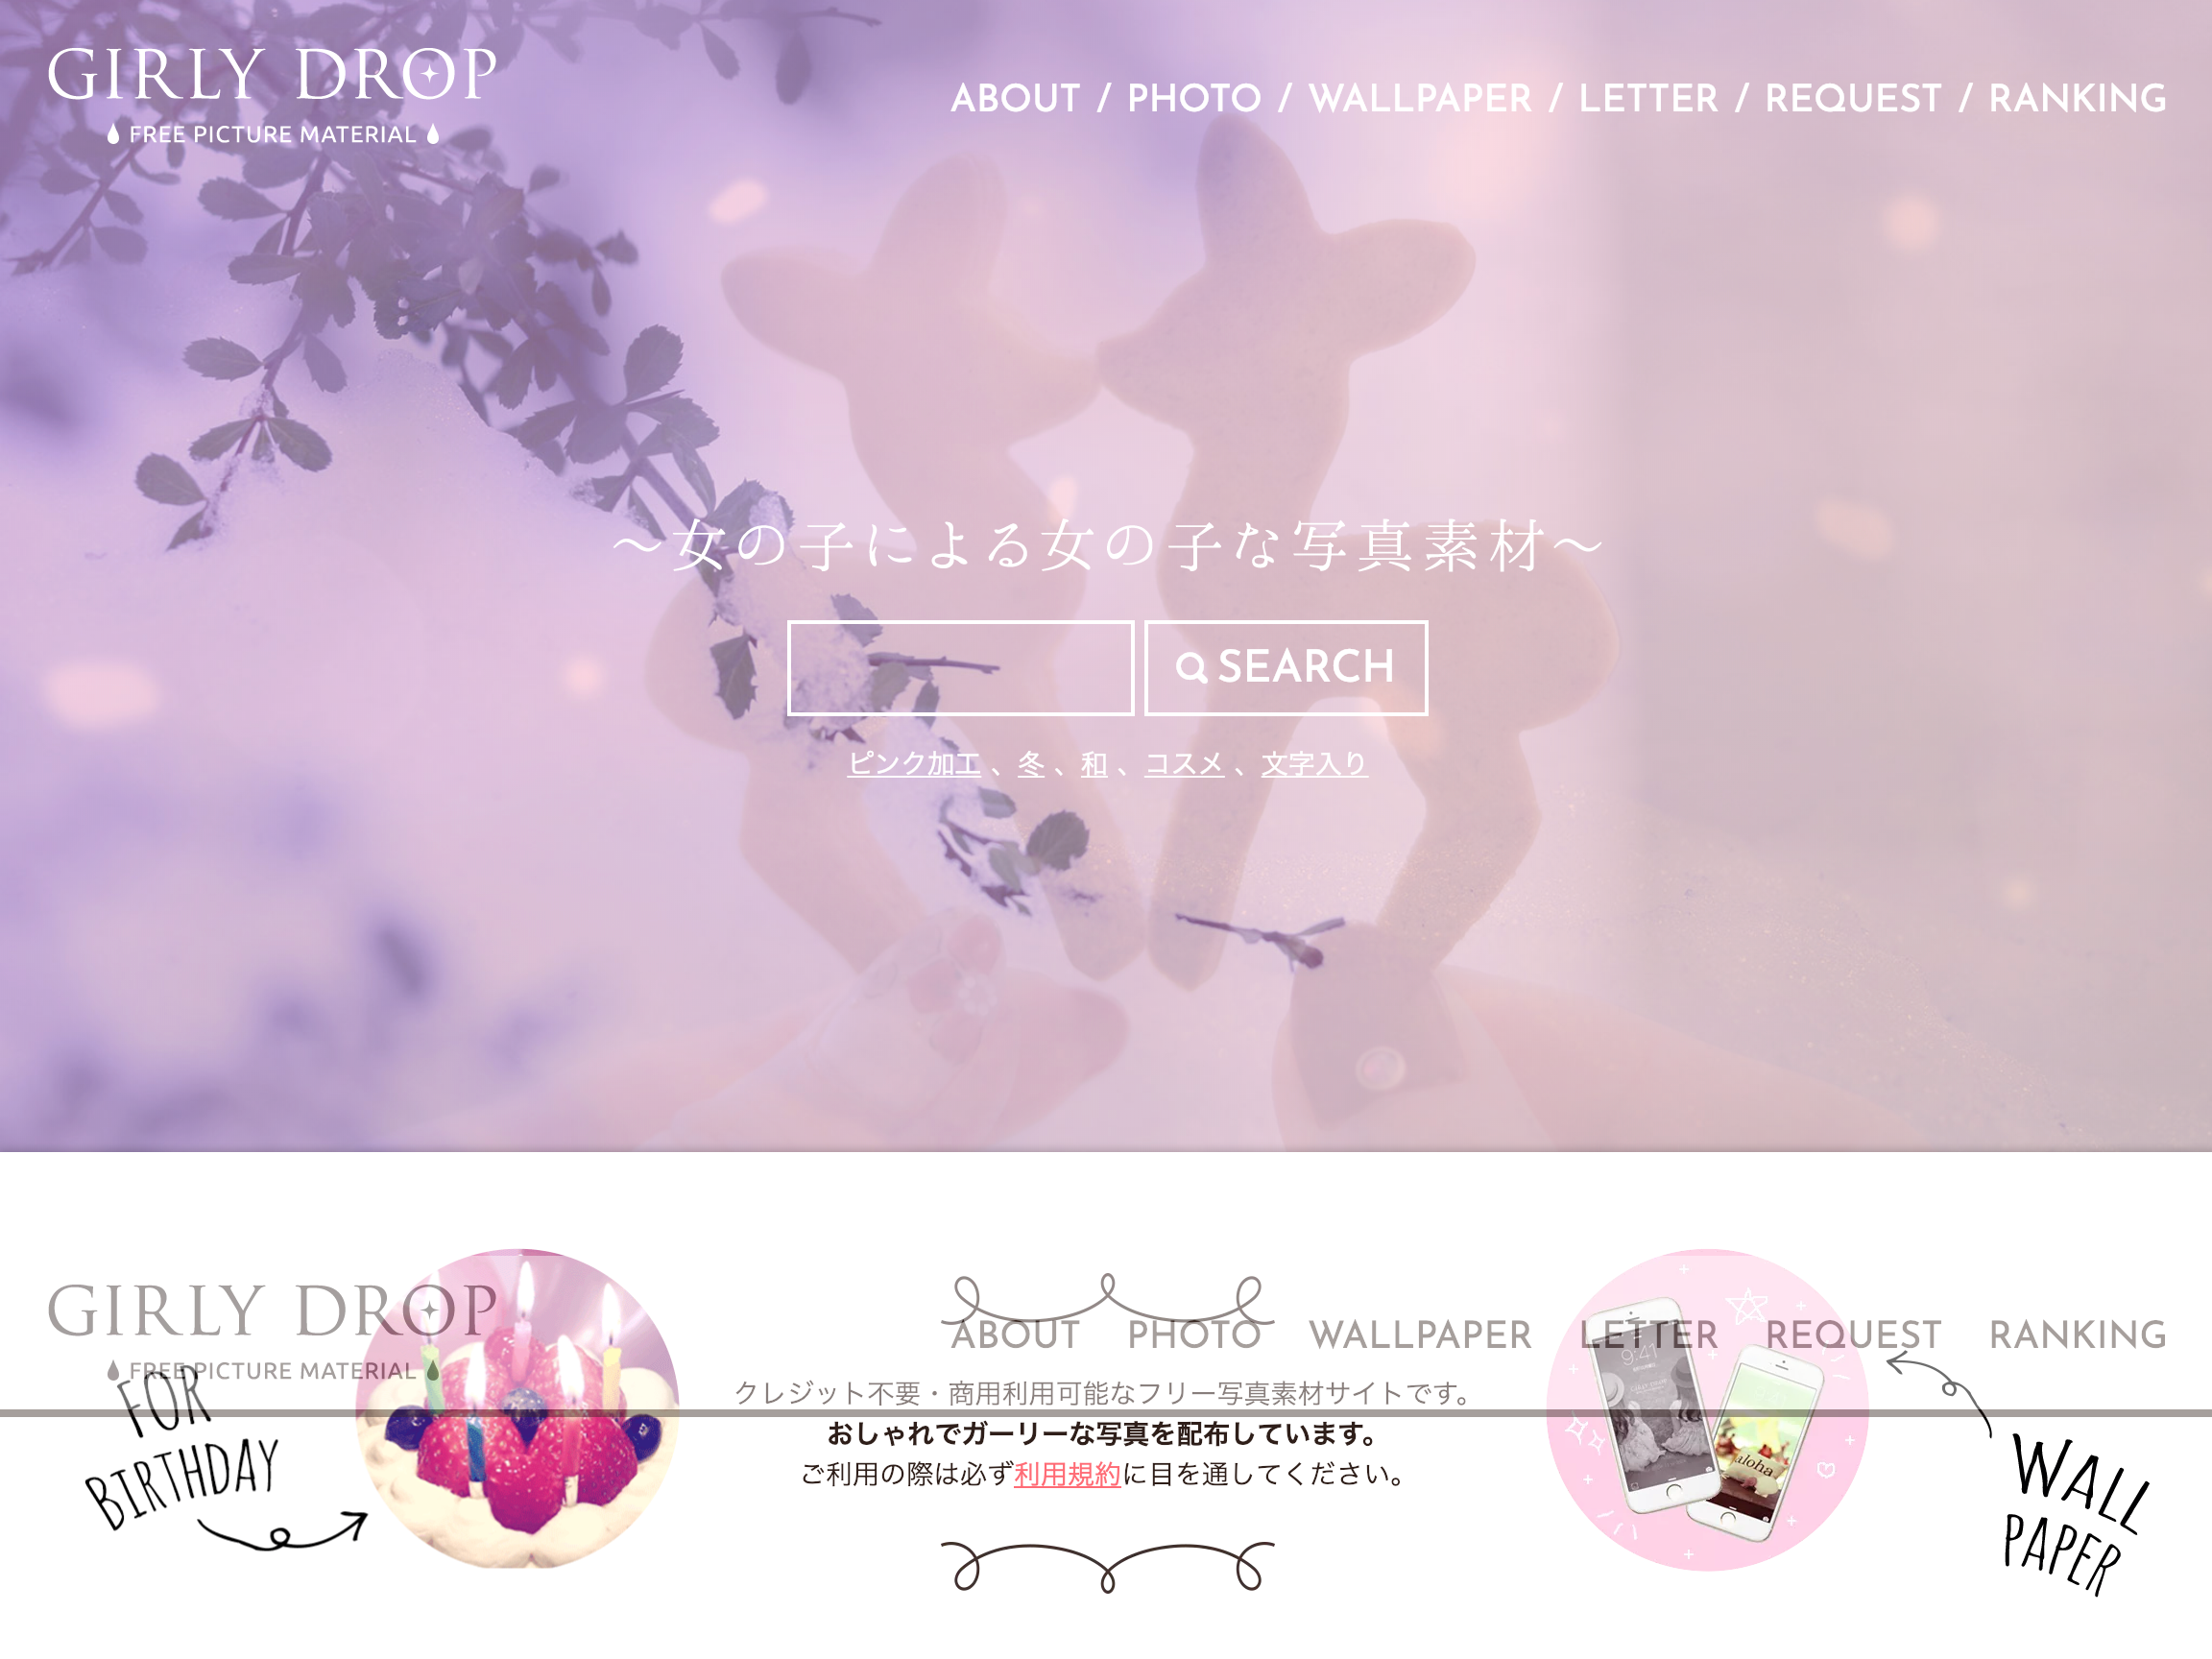 GIRLY DROP
FREE PICTURE MATERIAL
ABOUT / PHOTO / WALLPAPER / LETTER / REQUEST / RANKING
〜女の子による女の子な写真素材〜
SEARCH
ピンク加工 、冬 、和 、コスメ 、文字入り
GIRLY DROP
FREE PICTURE MATERIAL
ABOUT PHOTO WALLPAPER LETTER REQUEST RANKING
FOR
BIRTHDAY
クレジット不要・商用利用可能なフリー写真素材サイトです。
おしゃれでガーリーな写真を配布しています。
ご利用の際は必ず利用規約に目を通してください。
9:41
aloha
WALL
PAPER